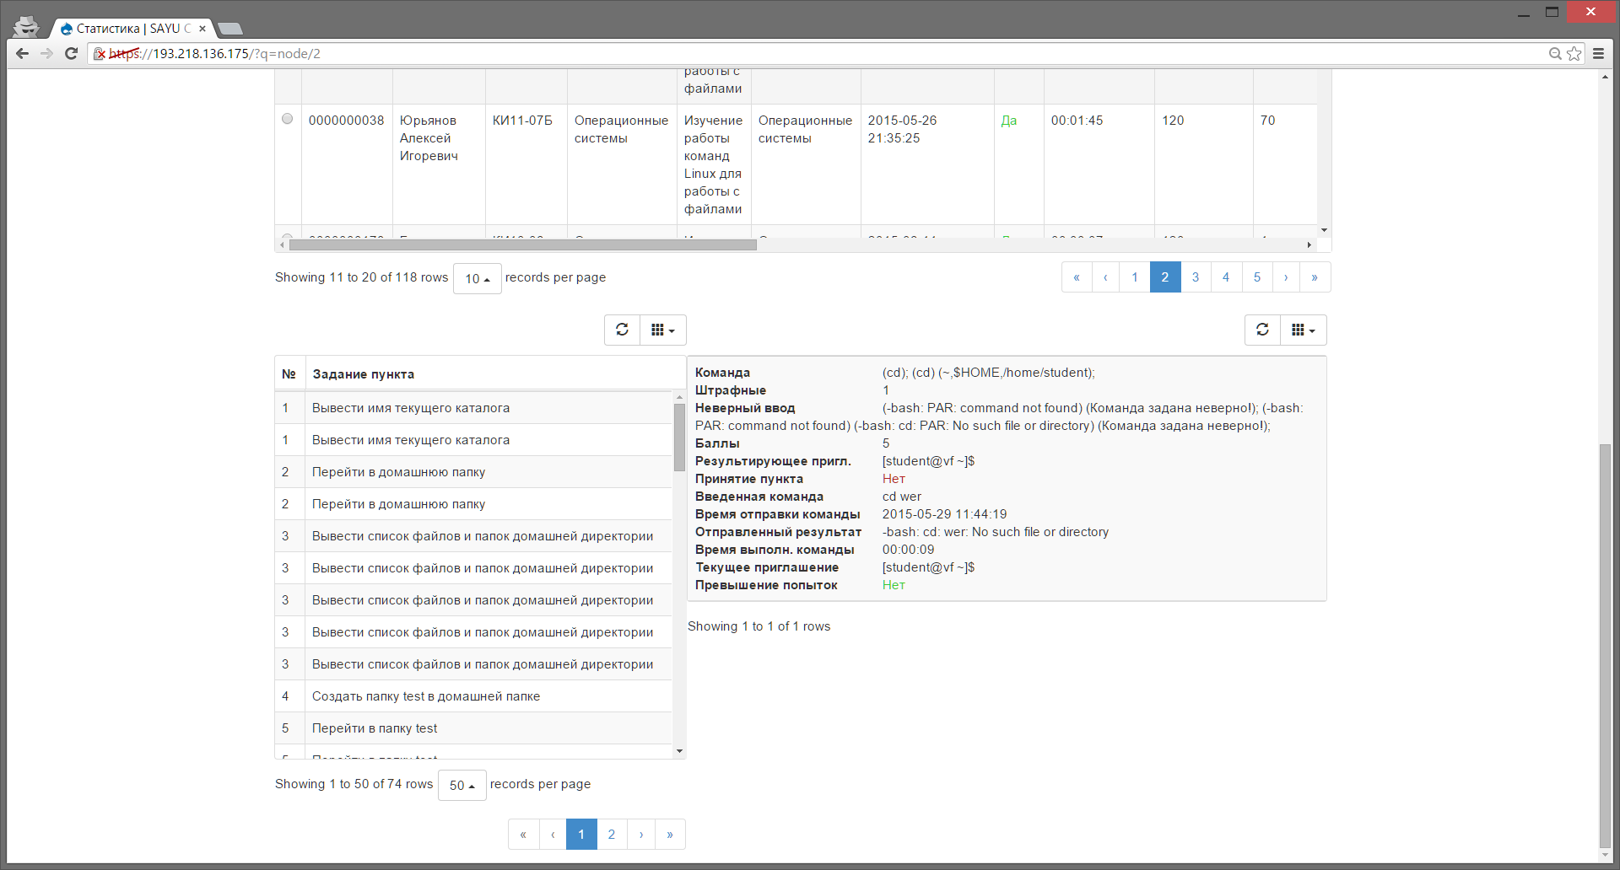 Статистика | SAYU C
https://193.218.136.175/?q=node/2
работы с
файлами
0000000038 Юрьянов КИ11-07Б Операционные Изучение Операционные 2015-05-26 Да 00:01:45 120 70
Алексей системы работы системы 21:35:25
Игоревич команд
Linux для
работы с
файлами
Showing 11 to 20 of 118 rows 10 records per page « ‹ 1 2 3 4 5 › »
№ Задание пункта
1 Вывести имя текущего каталога
1 Вывести имя текущего каталога
2 Перейти в домашнюю папку
2 Перейти в домашнюю папку
3 Вывести список файлов и папок домашней директории
3 Вывести список файлов и папок домашней директории
3 Вывести список файлов и папок домашней директории
3 Вывести список файлов и папок домашней директории
3 Вывести список файлов и папок домашней директории
4 Создать папку test в домашней папке
5 Перейти в папку test
Showing 1 to 50 of 74 rows 50 records per page
« ‹ 1 2 › »
Команда (cd); (cd) (~,$HOME,/home/student);
Штрафные 1
Неверный ввод (-bash: PAR: command not found) (Команда задана неверно!); (-bash:
PAR: command not found) (-bash: cd: PAR: No such file or directory) (Команда задана неверно!);
Баллы 5
Результирующее пригл. [student@vf ~]$
Принятие пункта Нет
Введенная команда cd wer
Время отправки команды 2015-05-29 11:44:19
Отправленный результат -bash: cd: wer: No such file or directory
Время выполн. команды 00:00:09
Текущее приглашение [student@vf ~]$
Превышение попыток Нет
Showing 1 to 1 of 1 rows